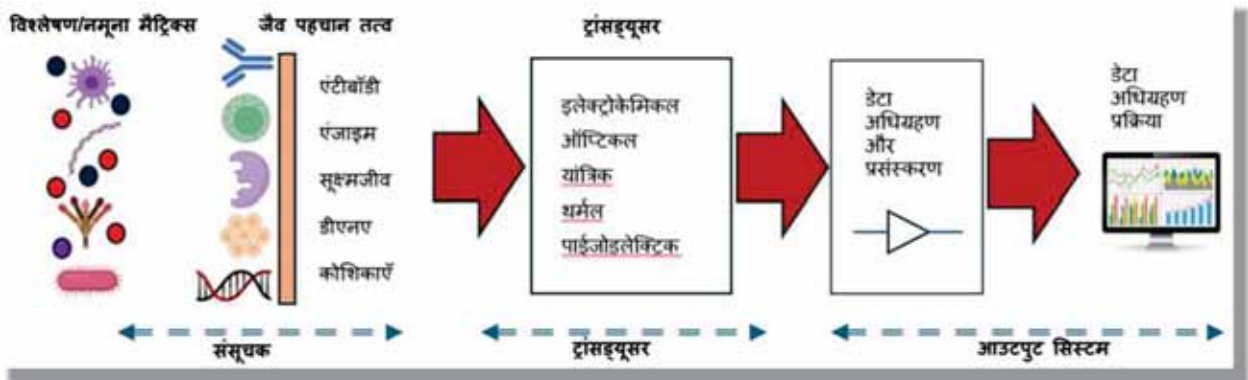 विश्लेषण/नमूना मैट्रिक्स
जैव पहचान तत्व
एंटीबॉडी
एंजाइम
सूक्ष्मजीव
डीएनए
कोशिकाएँ
संसूचक
ट्रांसड्यूसर
इलेक्ट्रोकेमिकल
ऑप्टिकल
यांत्रिक
थर्मल
पाईजोइलेक्ट्रिक
ट्रांसड्यूसर
डेटा
अधिग्रहण
और
प्रसंस्करण
डेटा
अधिग्रहण
प्रक्रिया
आउटपुट सिस्टम